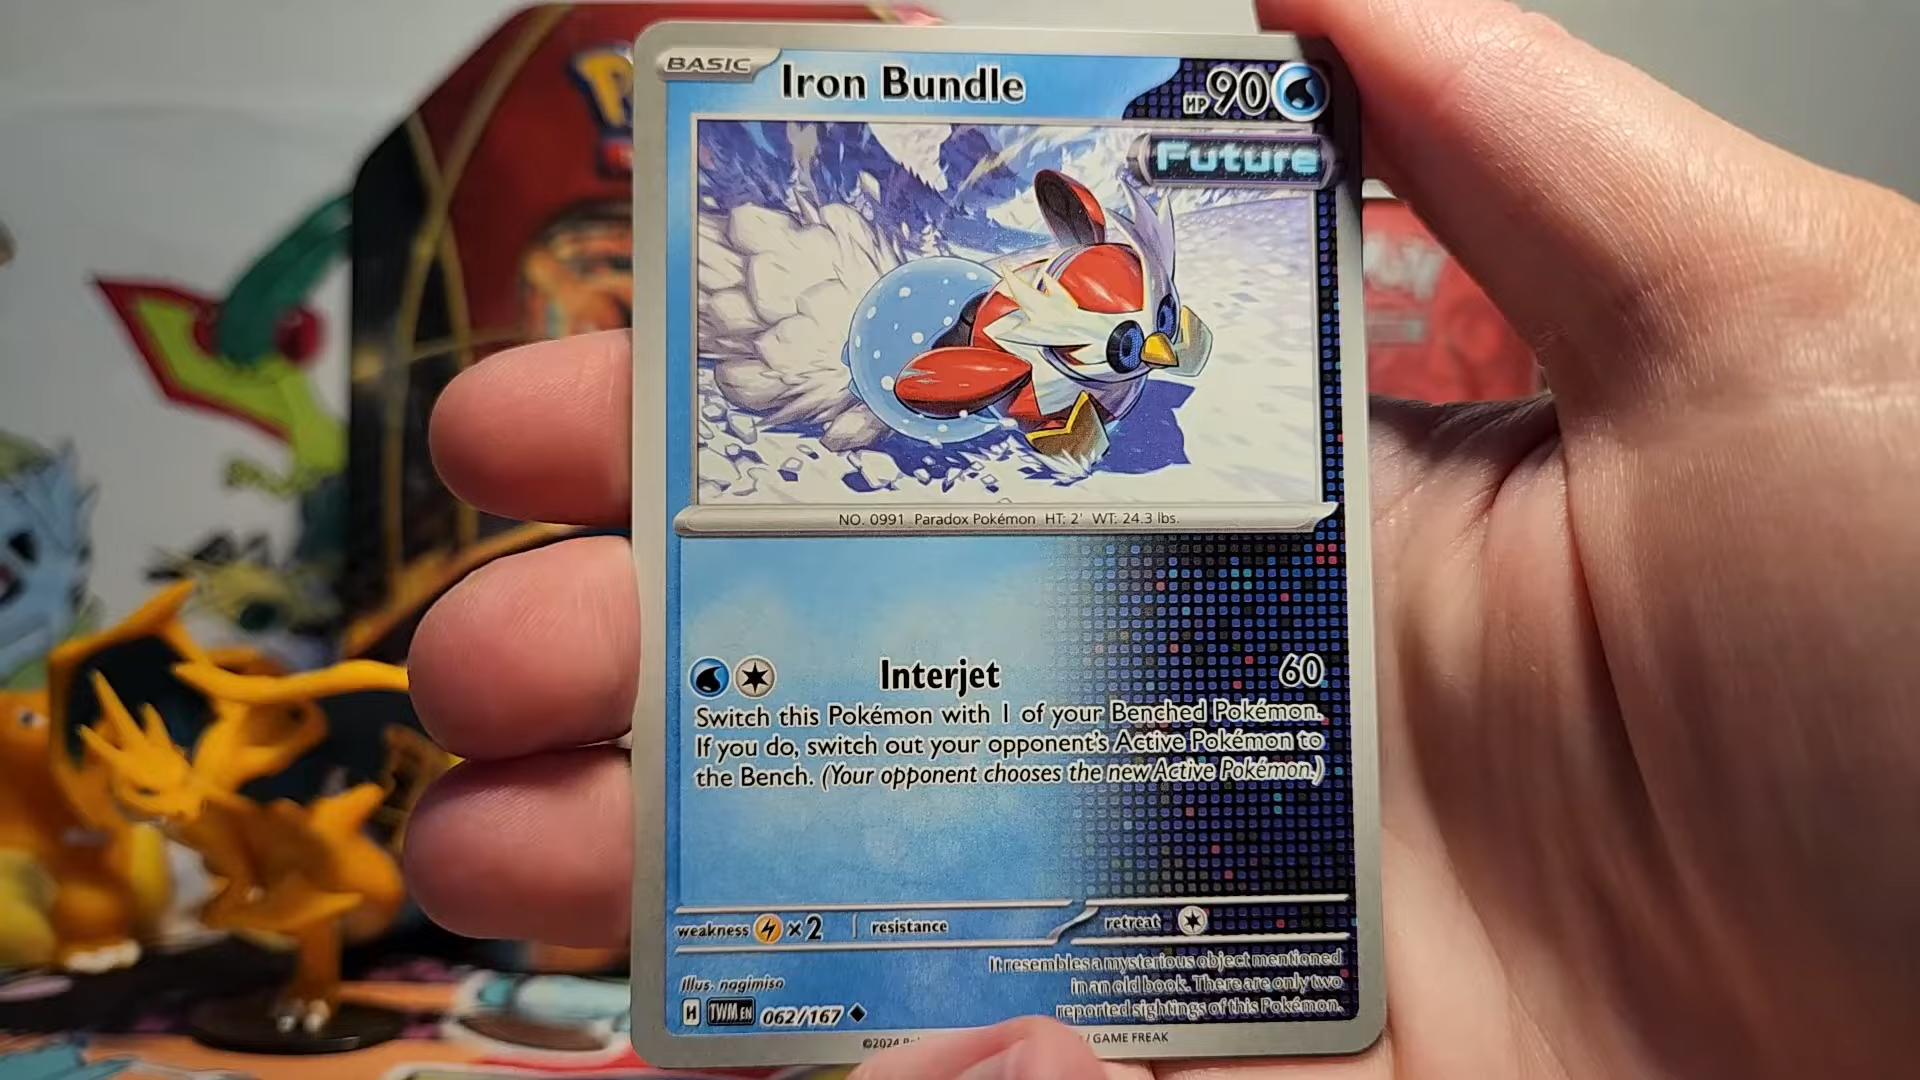 BASIC Iron Bundle HP 90
Future
NO. 0991 Paradox Pokémon HT: 2' WT: 24.3 lbs.
Interjet 60
Switch this Pokémon with 1 of your Benched Pokémon.
If you do, switch out your opponent's Active Pokémon to
the Bench. (Your opponent chooses the new Active Pokémon.)
weakness ×2 resistance retreat
It resembles a mysterious object mentioned
in an old book. There are only two
reported sightings of this Pokémon.
Illus. nagimiso
H TWM EN 062/167
©2024 / GAME FREAK